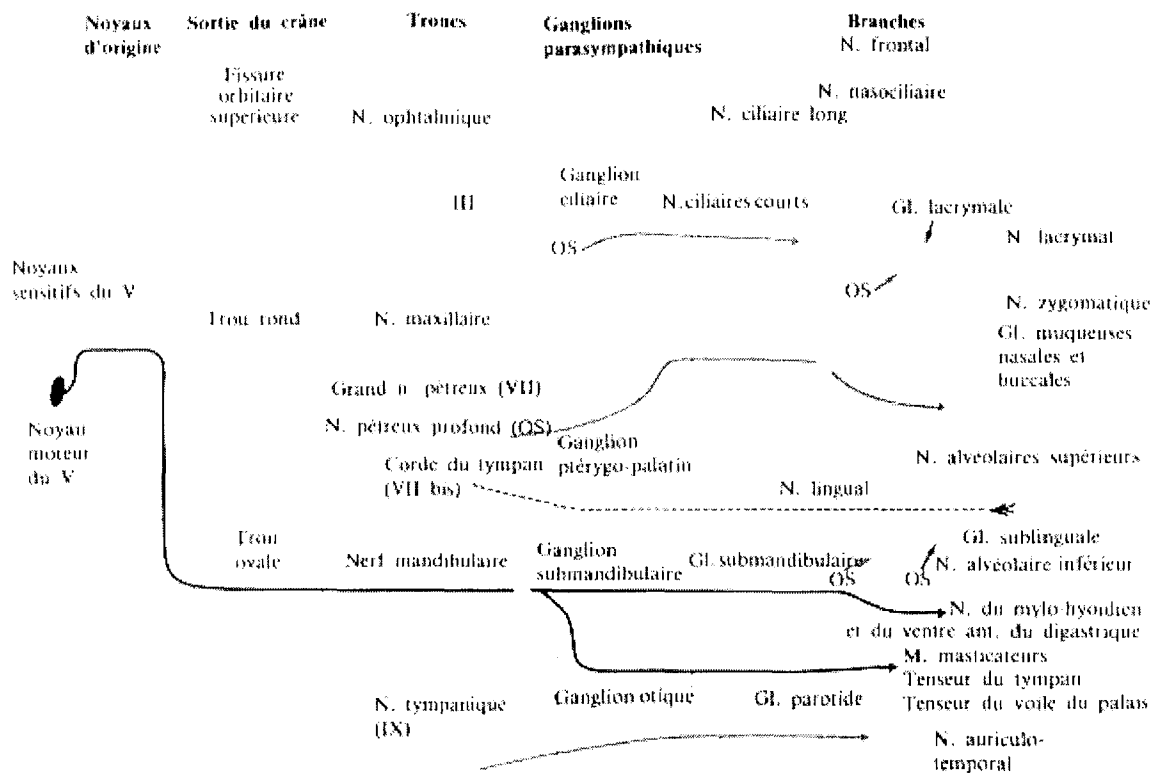 Noyaux
d'origine
Sortie du crâne
Troncs
Ganglions
parasympathiques
Branches
N. frontal
Fissure
orbitaire
superieure
N. ophtalmique
N. nasociliaire
N. ciliaire long
III
Ganglion
ciliaire
N.ciliaires courts
Gl. lacrymale
OS
N lacrymal
Noyaux
sensitifs du V
OS
Trou rond
N. maxillaire
N. zygomatique
Gl. muqueuses
nasales et
buccales
Grand n pétreux (VII)
N. pétreux profond (OS)
Noyau
moteur
du V
Ganglion
ptérygo-palatin
Corde du tympan
(VII bis)
N. alvéolaires supérieurs
N. lingual
Trou
ovale
Nerf mandibulaire
Ganglion
submandibulaire
Gl. submandibulaire
OS
Gl. sublinguale
OS
N. alvéolaire inférieur
N. du mylo-hyoïdien
et du ventre ant. du digastrique
M. masticateurs
Tenseur du tympan
Tenseur du voile du palais
N. tympanique
(IX)
Ganglion otique
Gl. parotide
N. auriculo-
temporal